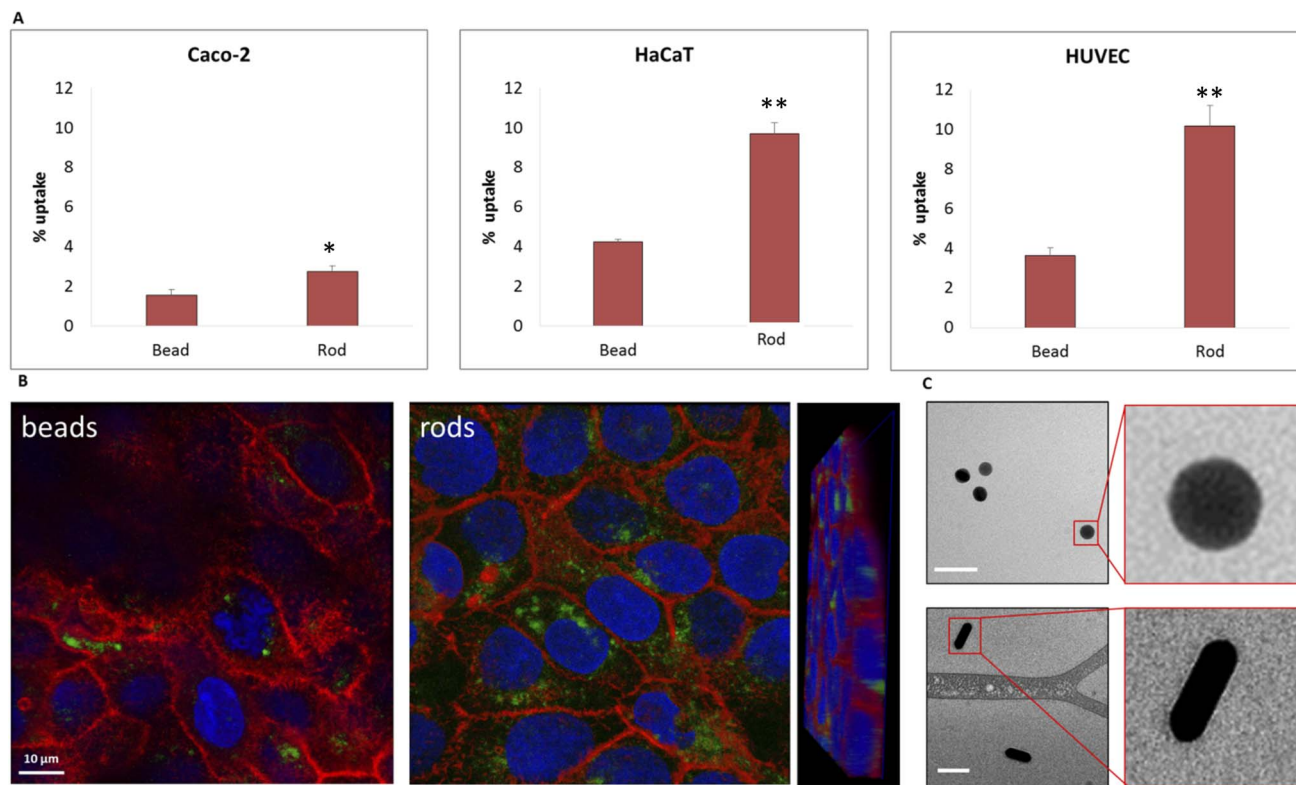 A
Caco-2
% uptake
12
10
8
6
4
2
0
*
Bead
Rod
HaCaT
% uptake
12
10
8
6
4
2
0
**
Bead
Rod
HUVEC
% uptake
12
10
8
6
4
2
0
**
Bead
Rod
B
beads
10 μm
rods
C